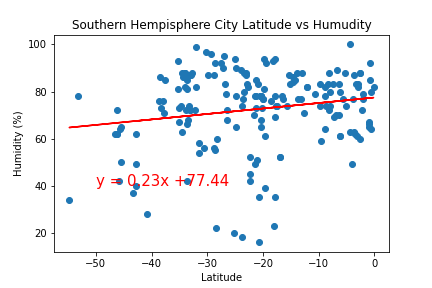 Southern Hempisphere City Latitude vs Humudity
100
80
60
40
20
Humidity (%)
y = 0.23x +77.44
−50
−40
−30
−20
−10
0
Latitude